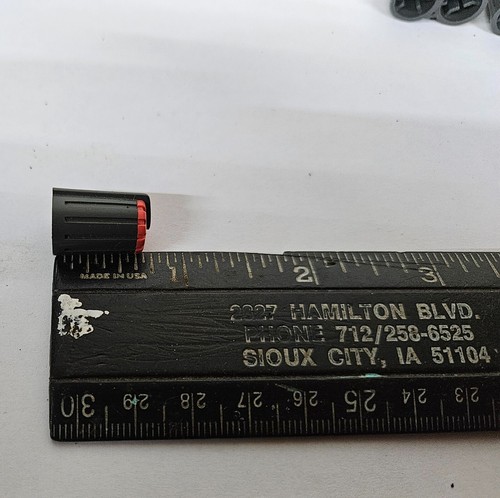 1 2 3
MADE IN USA
2227 HAMILTON BLVD.
PHONE 712/258-6525
SIOUX CITY, IA 51104
30 29 28 27 26 25 24 23